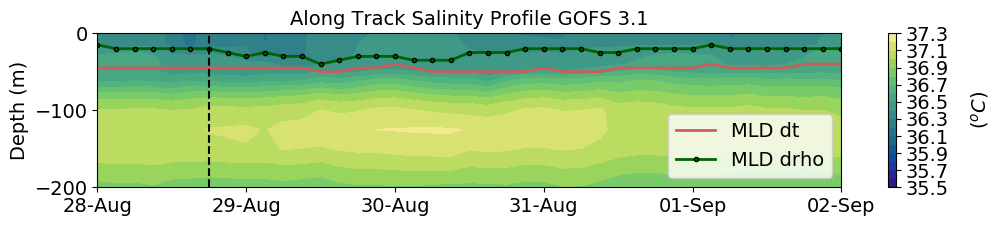 Along Track Salinity Profile GOFS 3.1
Depth (m)
0
−100
−200
28-Aug
29-Aug
30-Aug
31-Aug
01-Sep
02-Sep
MLD dt
MLD drho
37.3
37.1
36.9
36.7
36.5
36.3
36.1
35.9
35.7
35.5
(°C)